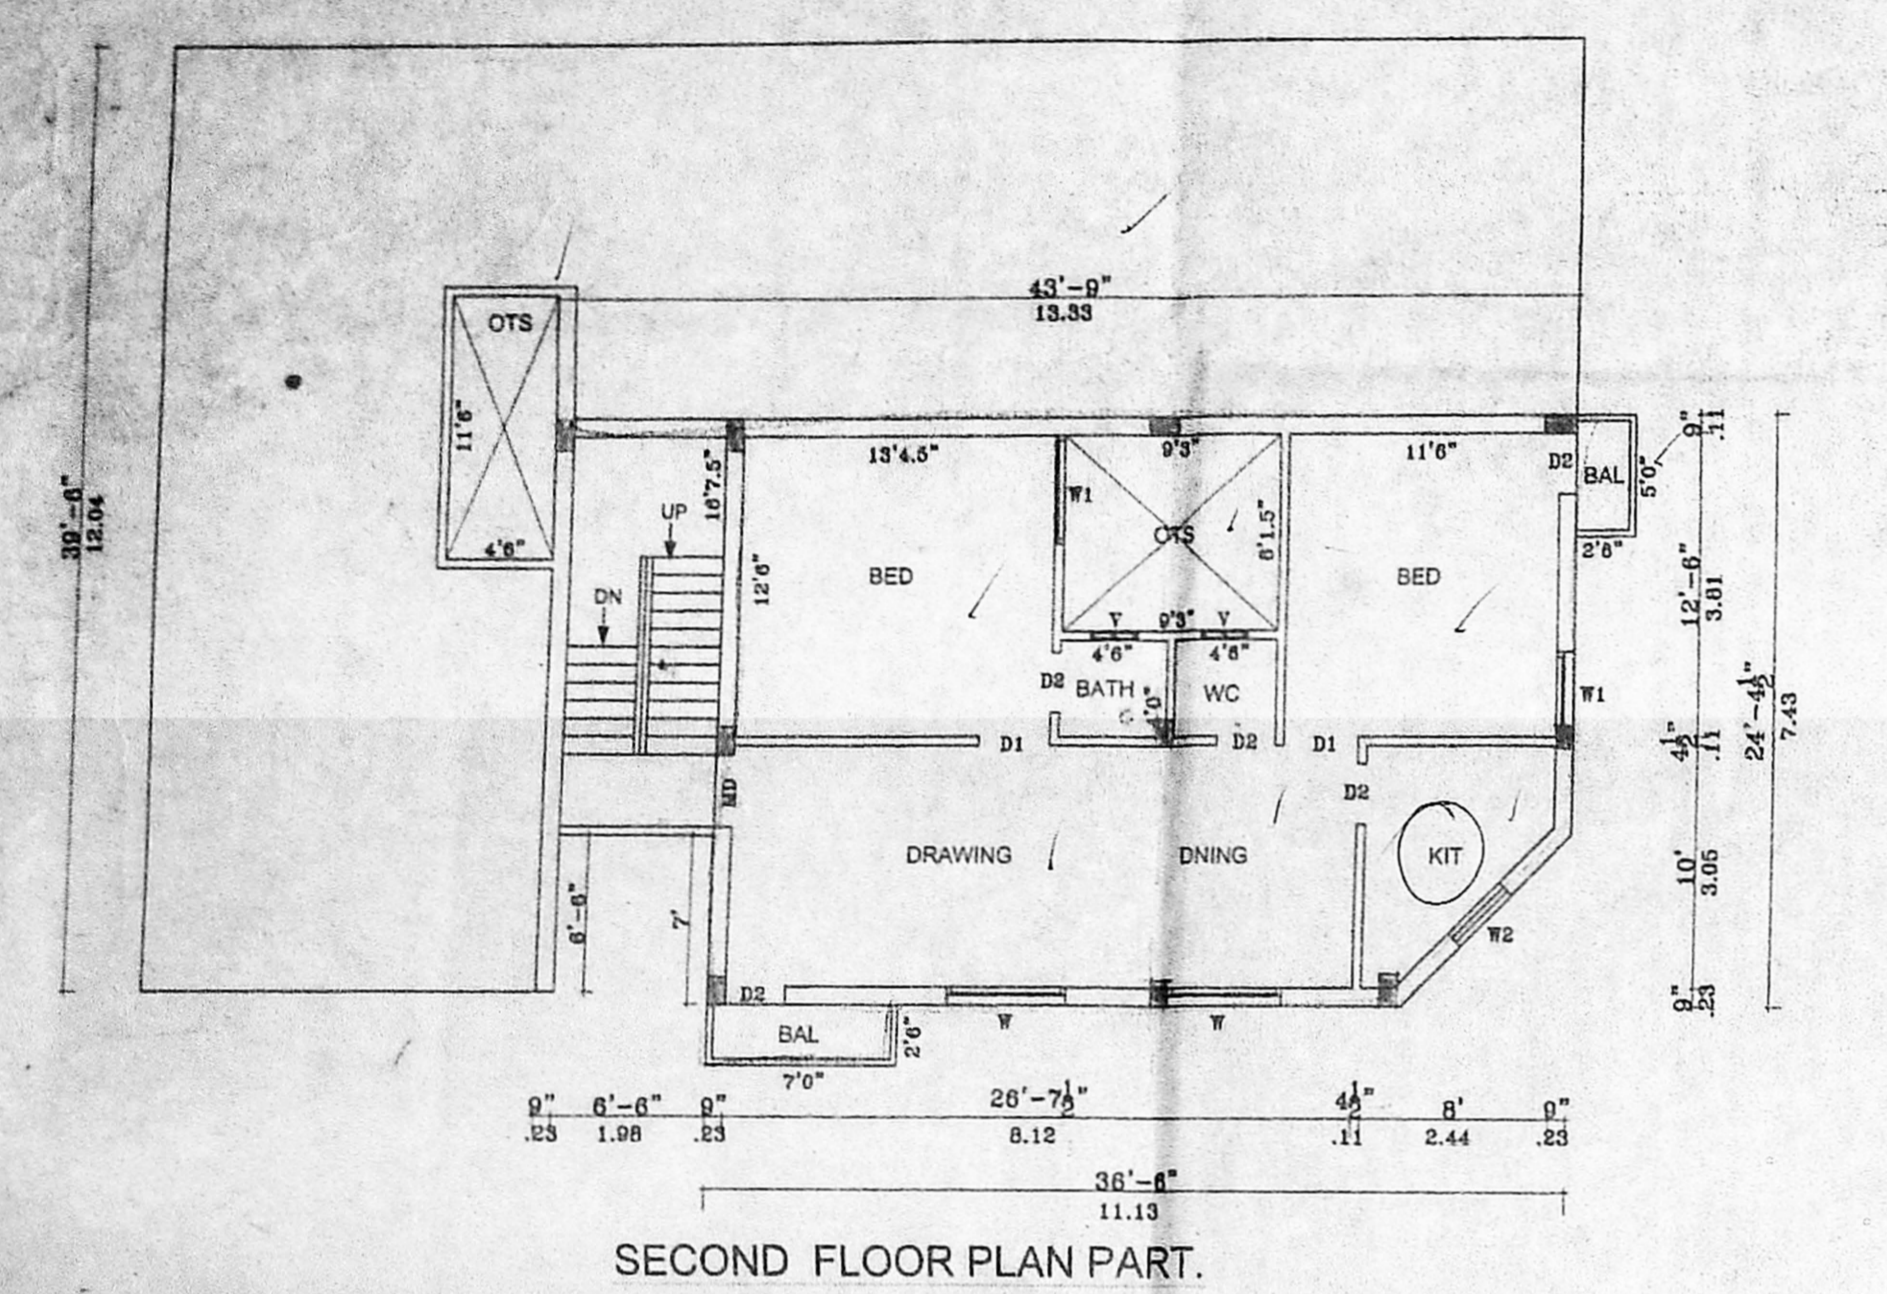 43'-9"
13.33
OTS
11'6"
4'6"
39'-6"
12.04
13'4.5"
9'3"
11'6"
D2
BAL
5'0"
2'6"
9"
.11
16'7.5"
UP
DN
12'6"
BED
W1
OTS
8'1.5"
BED
12'-6"
3.81
V
9'3"
V
4'6"
4'6"
D2
BATH
4'0"
WC
W1
24'-4½"
7.43
D1
D2
D1
4½"
.11
MD
D2
DRAWING
DNING
KIT
10'
3.05
6'-6"
7'
W2
D2
BAL
2'6"
7'0"
W
W
9"
.23
9"
6'-6"
9"
26'-7½"
4½"
8'
9"
.23
1.98
.23
8.12
.11
2.44
.23
36'-6"
11.13
SECOND FLOOR PLAN PART.